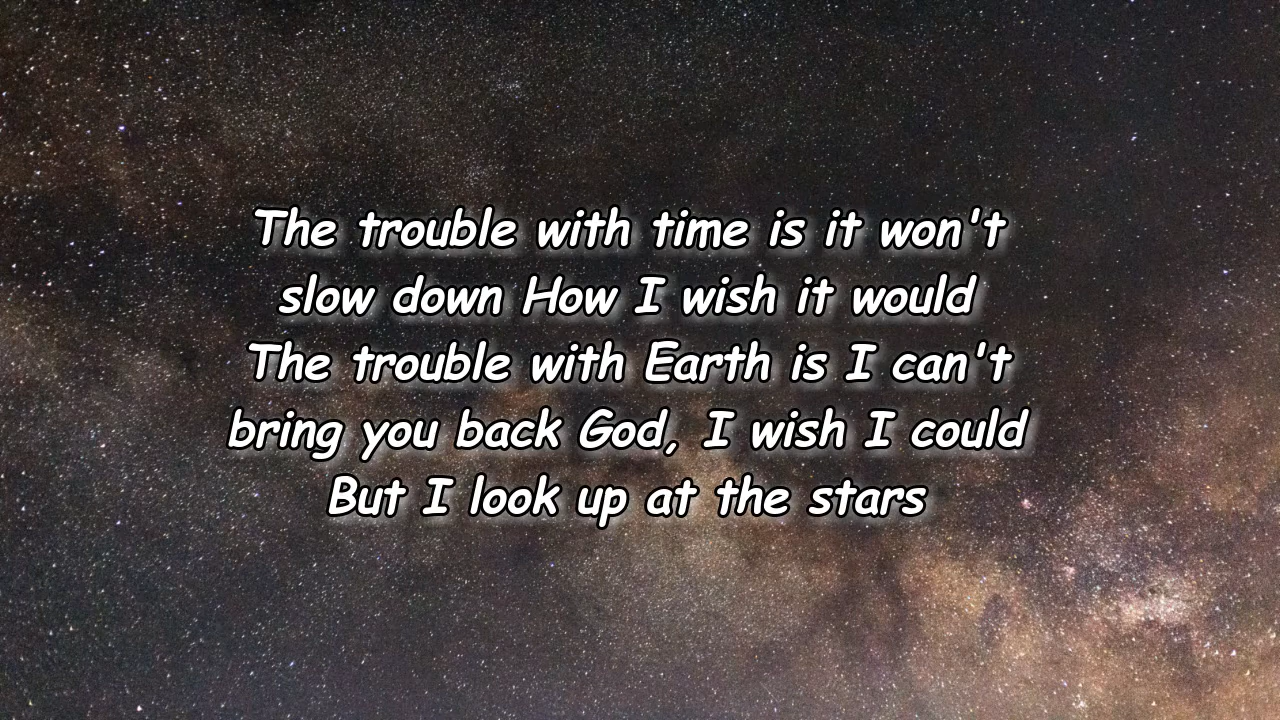 The trouble with time is it won't
slow down How I wish it would
The trouble with Earth is I can't
bring you back God, I wish I could
But I look up at the stars